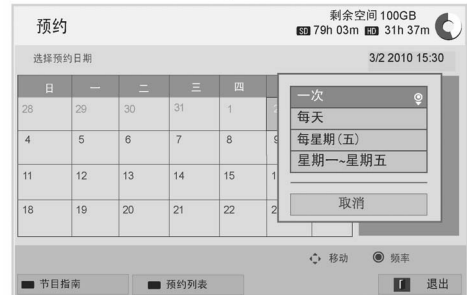 预约
剩余空间 100GB
SD 79h 03m HD 31h 37m
选择预约日期
3/2 2010 15:30
日 一 二 三 四
28 29 30 31 1
4 5 6 7 8
11 12 13 14 15
18 19 20 21 22
一次
每天
每星期(五)
星期一~星期五
取消
移动 频率
节目指南 预约列表 退出